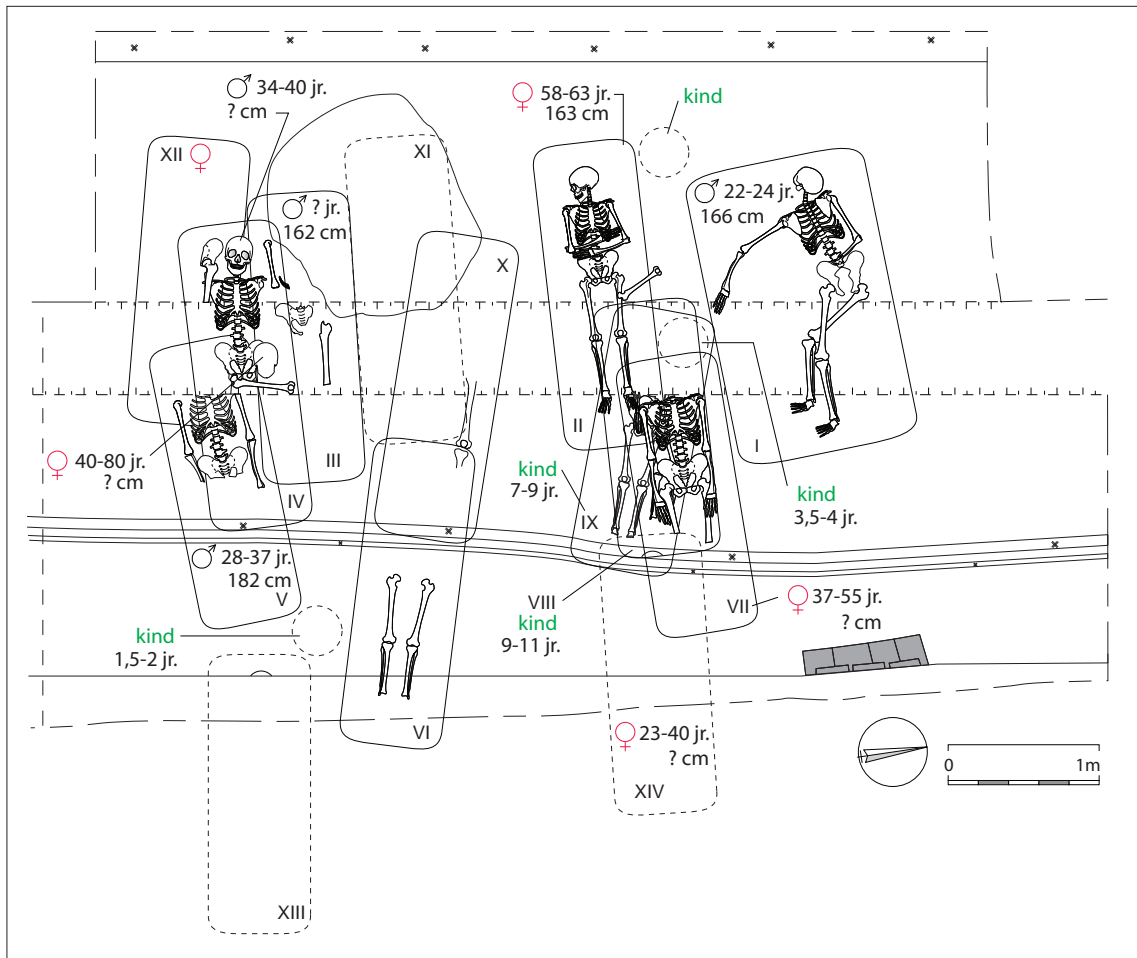 ♂ 34-40 jr.
? cm
♀ 58-63 jr.
163 cm
kind
XII ♀
XI
♂ ? jr.
162 cm
♂ 22-24 jr.
166 cm
X
♀ 40-80 jr.
? cm
III
II
I
kind
7-9 jr.
kind
3,5-4 jr.
IV
IX
♂ 28-37 jr.
182 cm
V
VIII
kind
9-11 jr.
VII
♀ 37-55 jr.
? cm
kind
1,5-2 jr.
VI
♀ 23-40 jr.
? cm
XIV
0
1m
XIII